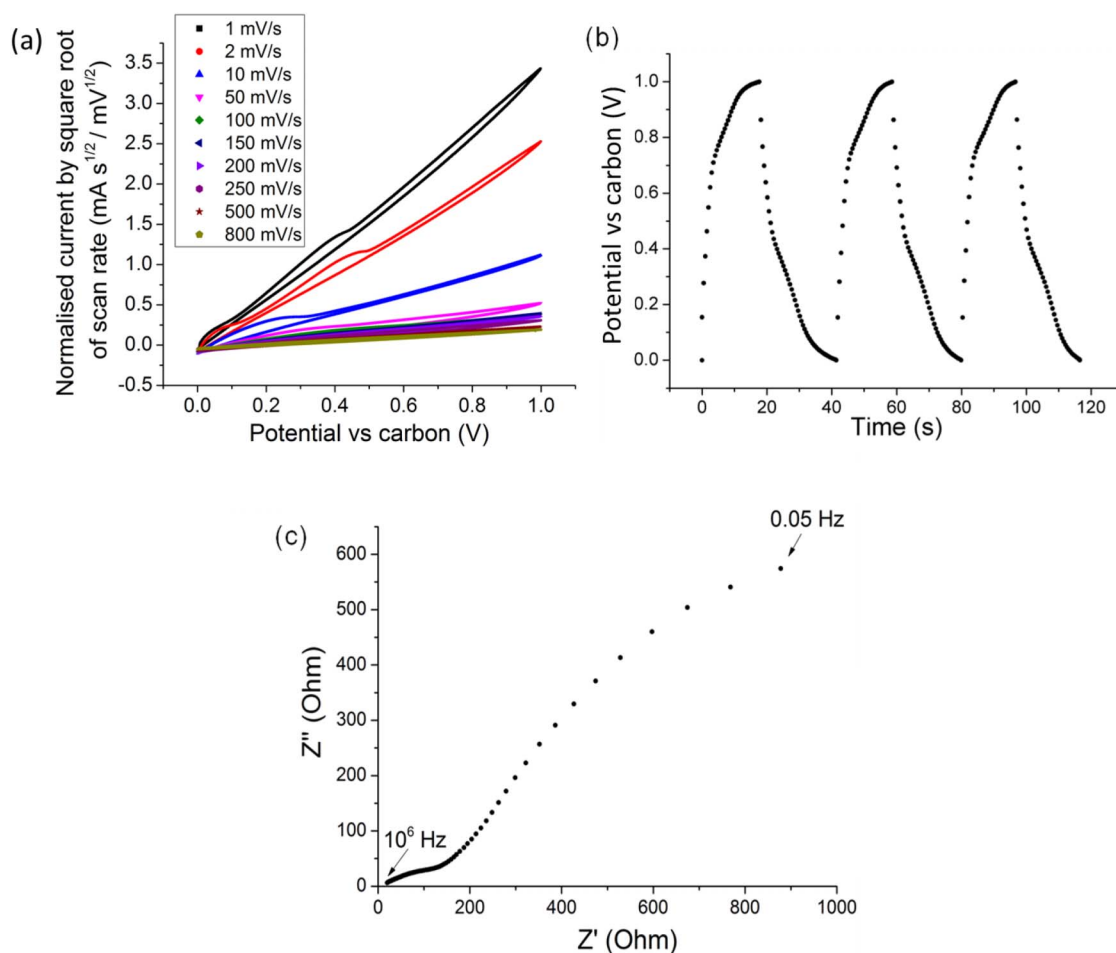 (a)
1 mV/s
2 mV/s
10 mV/s
50 mV/s
100 mV/s
150 mV/s
200 mV/s
250 mV/s
500 mV/s
800 mV/s
Normalised current by square root
of scan rate (mA s^1/2 / mV^1/2)
3.5
3.0
2.5
2.0
1.5
1.0
0.5
0.0
-0.5
0.0 0.2 0.4 0.6 0.8 1.0
Potential vs carbon (V)
(b)
Potential vs carbon (V)
1.0
0.8
0.6
0.4
0.2
0.0
0 20 40 60 80 100 120
Time (s)
(c)
Z'' (Ohm)
600
500
400
300
200
100
0
0.05 Hz
10^6 Hz
0 200 400 600 800 1000
Z' (Ohm)